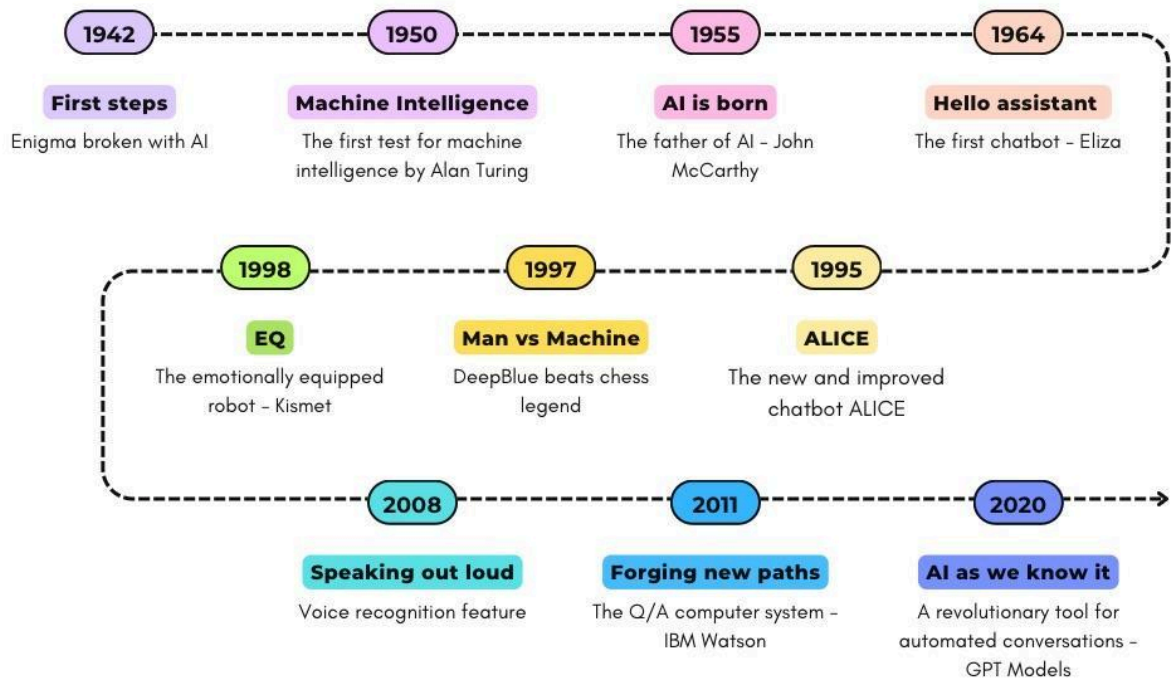 1942
1950
1955
1964
First steps
Enigma broken with AI
Machine Intelligence
The first test for machine
intelligence by Alan Turing
AI is born
The father of AI – John
McCarthy
Hello assistant
The first chatbot – Eliza
1995
ALICE
The new and improved
chatbot ALICE
1997
Man vs Machine
DeepBlue beats chess
legend
1998
EQ
The emotionally equipped
robot – Kismet
2008
Speaking out loud
Voice recognition feature
2011
Forging new paths
The Q/A computer system –
IBM Watson
2020
AI as we know it
A revolutionary tool for
automated conversations –
GPT Models